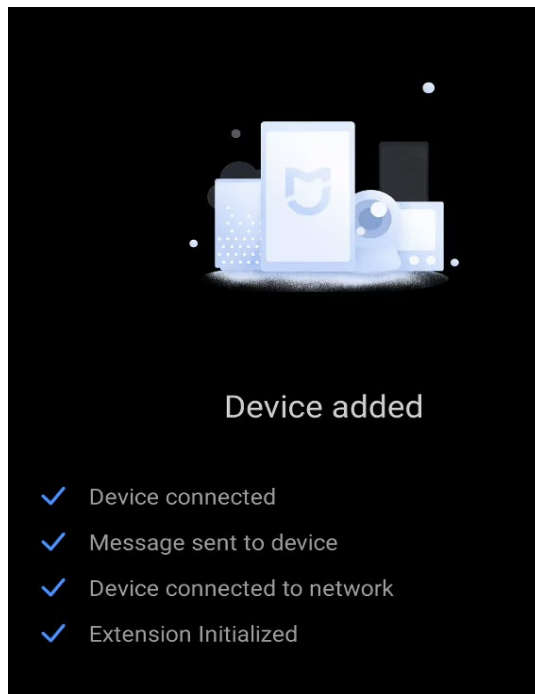 Device added
Device connected
Message sent to device
Device connected to network
Extension Initialized